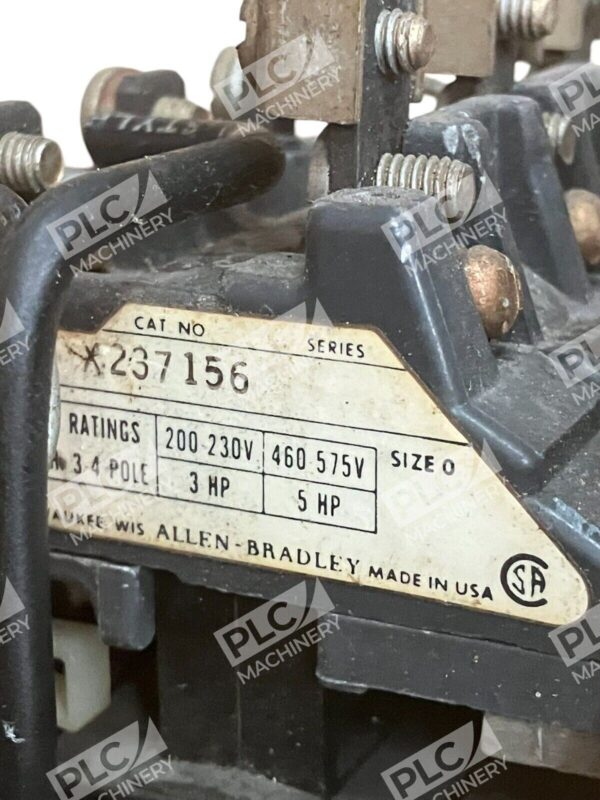 STYLE
CAT NO SERIES
X237156
RATINGS 200-230V 460-575V SIZE 0
3-4 POLE 3 HP 5 HP
AUKEE WIS ALLEN-BRADLEY MADE IN USA
SA
PLC
MACHINERY